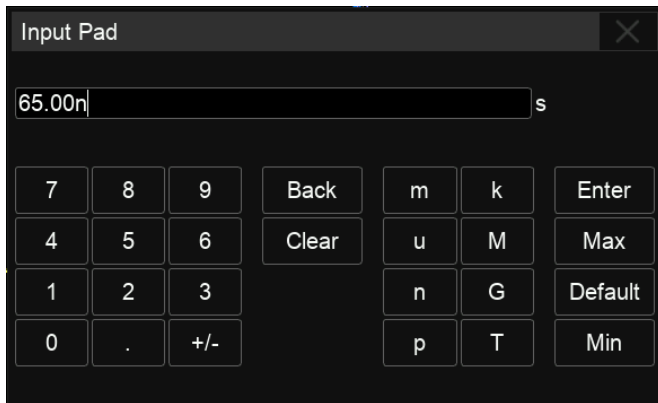 Input Pad
65.00n s
7 8 9 Back m k Enter
4 5 6 Clear u M Max
1 2 3 n G Default
0 . +/- p T Min